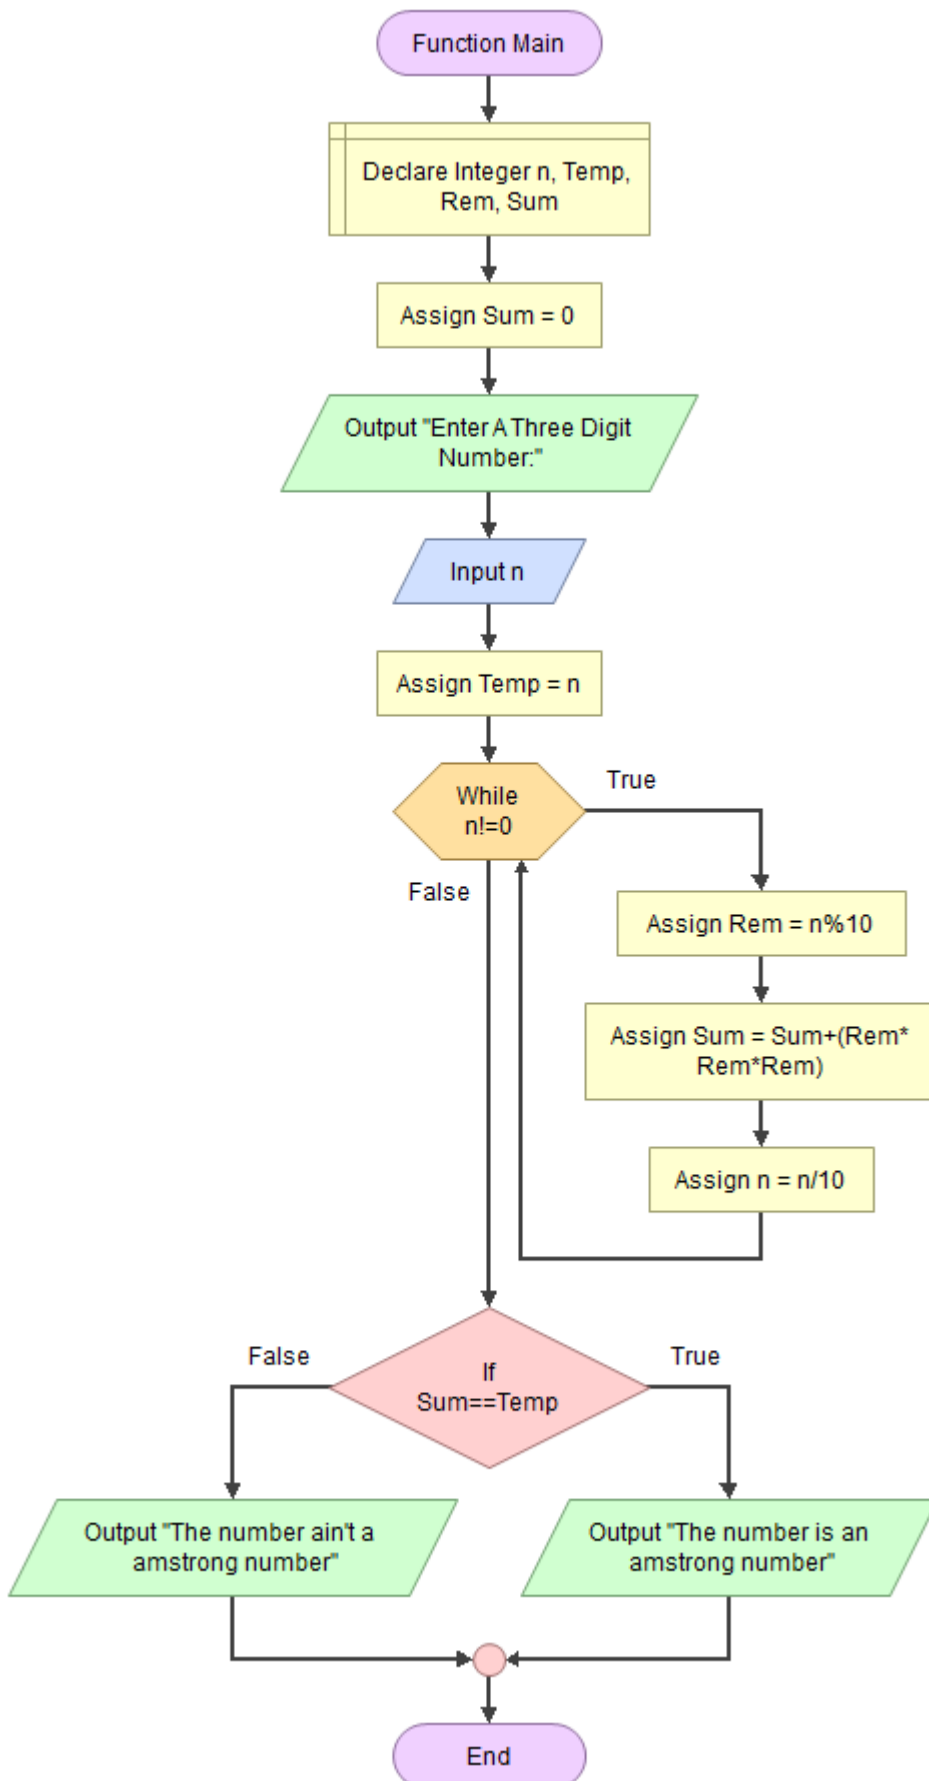 Function Main
Declare Integer n, Temp,
Rem, Sum
Assign Sum = 0
Output "Enter A Three Digit
Number:"
Input n
Assign Temp = n
While
n!=0
True
False
Assign Rem = n%10
Assign Sum = Sum+(Rem*
Rem*Rem)
Assign n = n/10
False
If
Sum==Temp
True
Output "The number ain't a
amstrong number"
Output "The number is an
amstrong number"
End